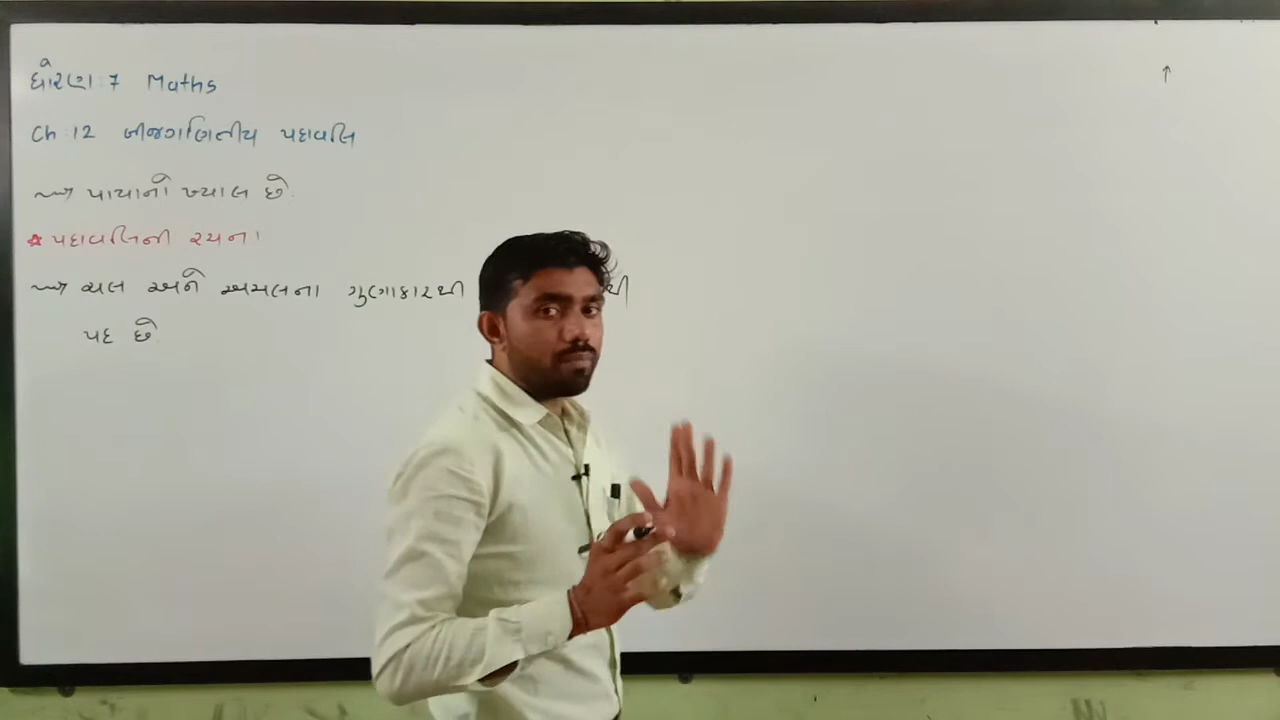 ધોરણ : 7 Maths
Ch : 12 બીજગણિતીય પદાવલિ
પાયાનો ખ્યાલ છે.
* પદાવલિની રચના
ચલ અને અચલના ગુણાકારથી થી
પદ છે.